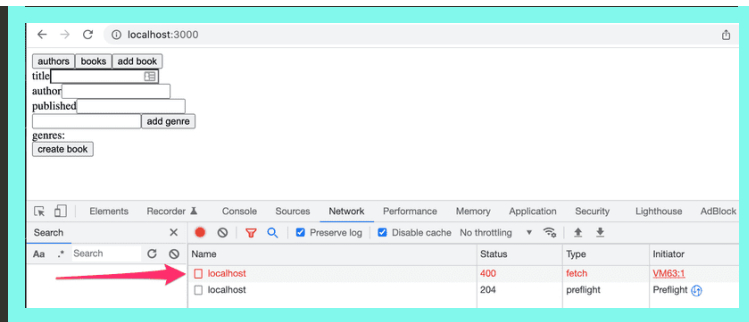 localhost:3000
authors books add book
title
author
published
add genre
genres:
create book
Elements Recorder Console Sources Network Performance Memory Application Security Lighthouse AdBlock
Search Preserve log Disable cache No throttling
Aa .* Search Name Status Type Initiator
localhost 400 fetch VM63:1
localhost 204 preflight Preflight